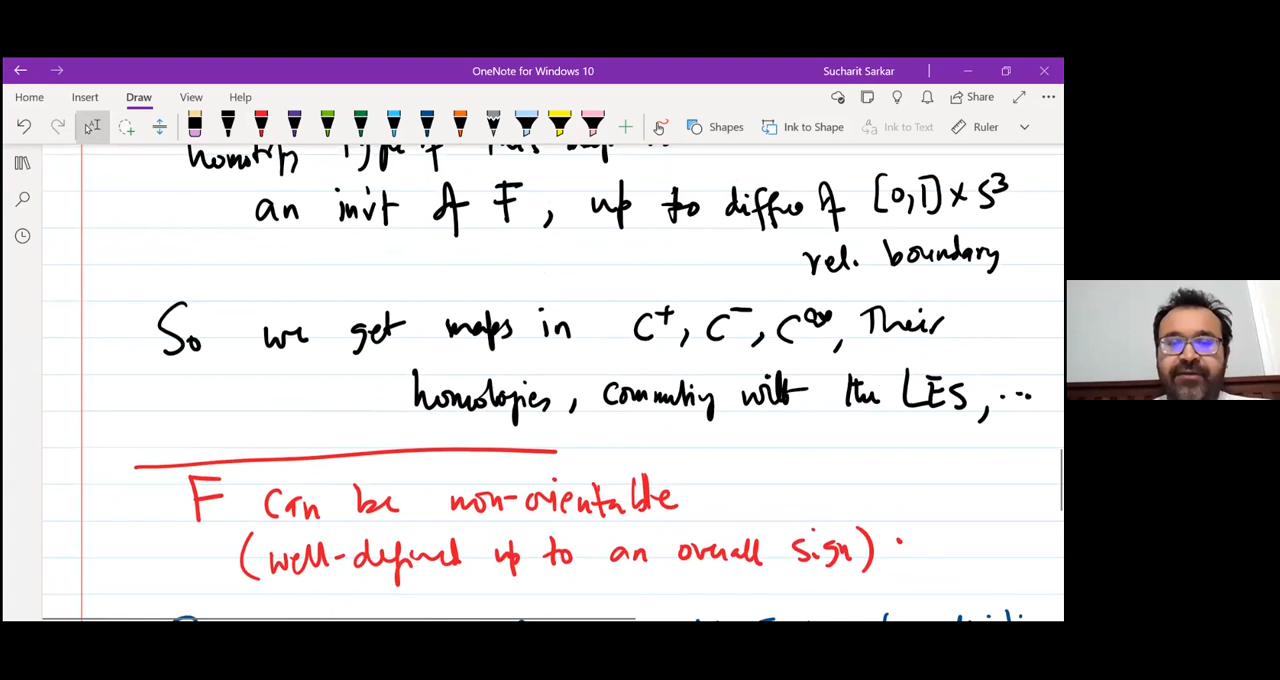 OneNote for Windows 10
Sucharit Sarkar
Home Insert Draw View Help
Share
Shapes Ink to Shape Ink to Text Ruler
an inv't of F, up to diffeo of [0,1] × S³
rel. boundary
So we get maps in C⁺, C⁻, C^∞, Their
homologies, commuting with the LES, ...
F can be non-orientable
(well-defined up to an overall sign).